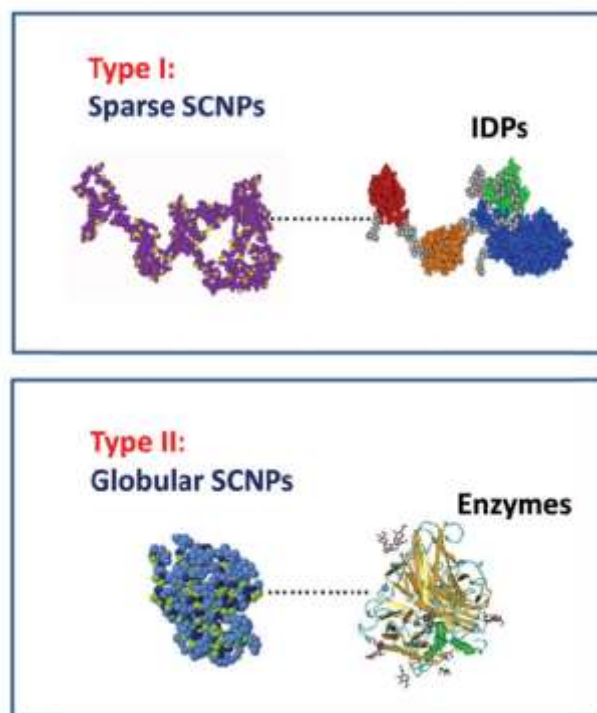 Type I:
Sparse SCNPs
IDPs
Type II:
Globular SCNPs
Enzymes